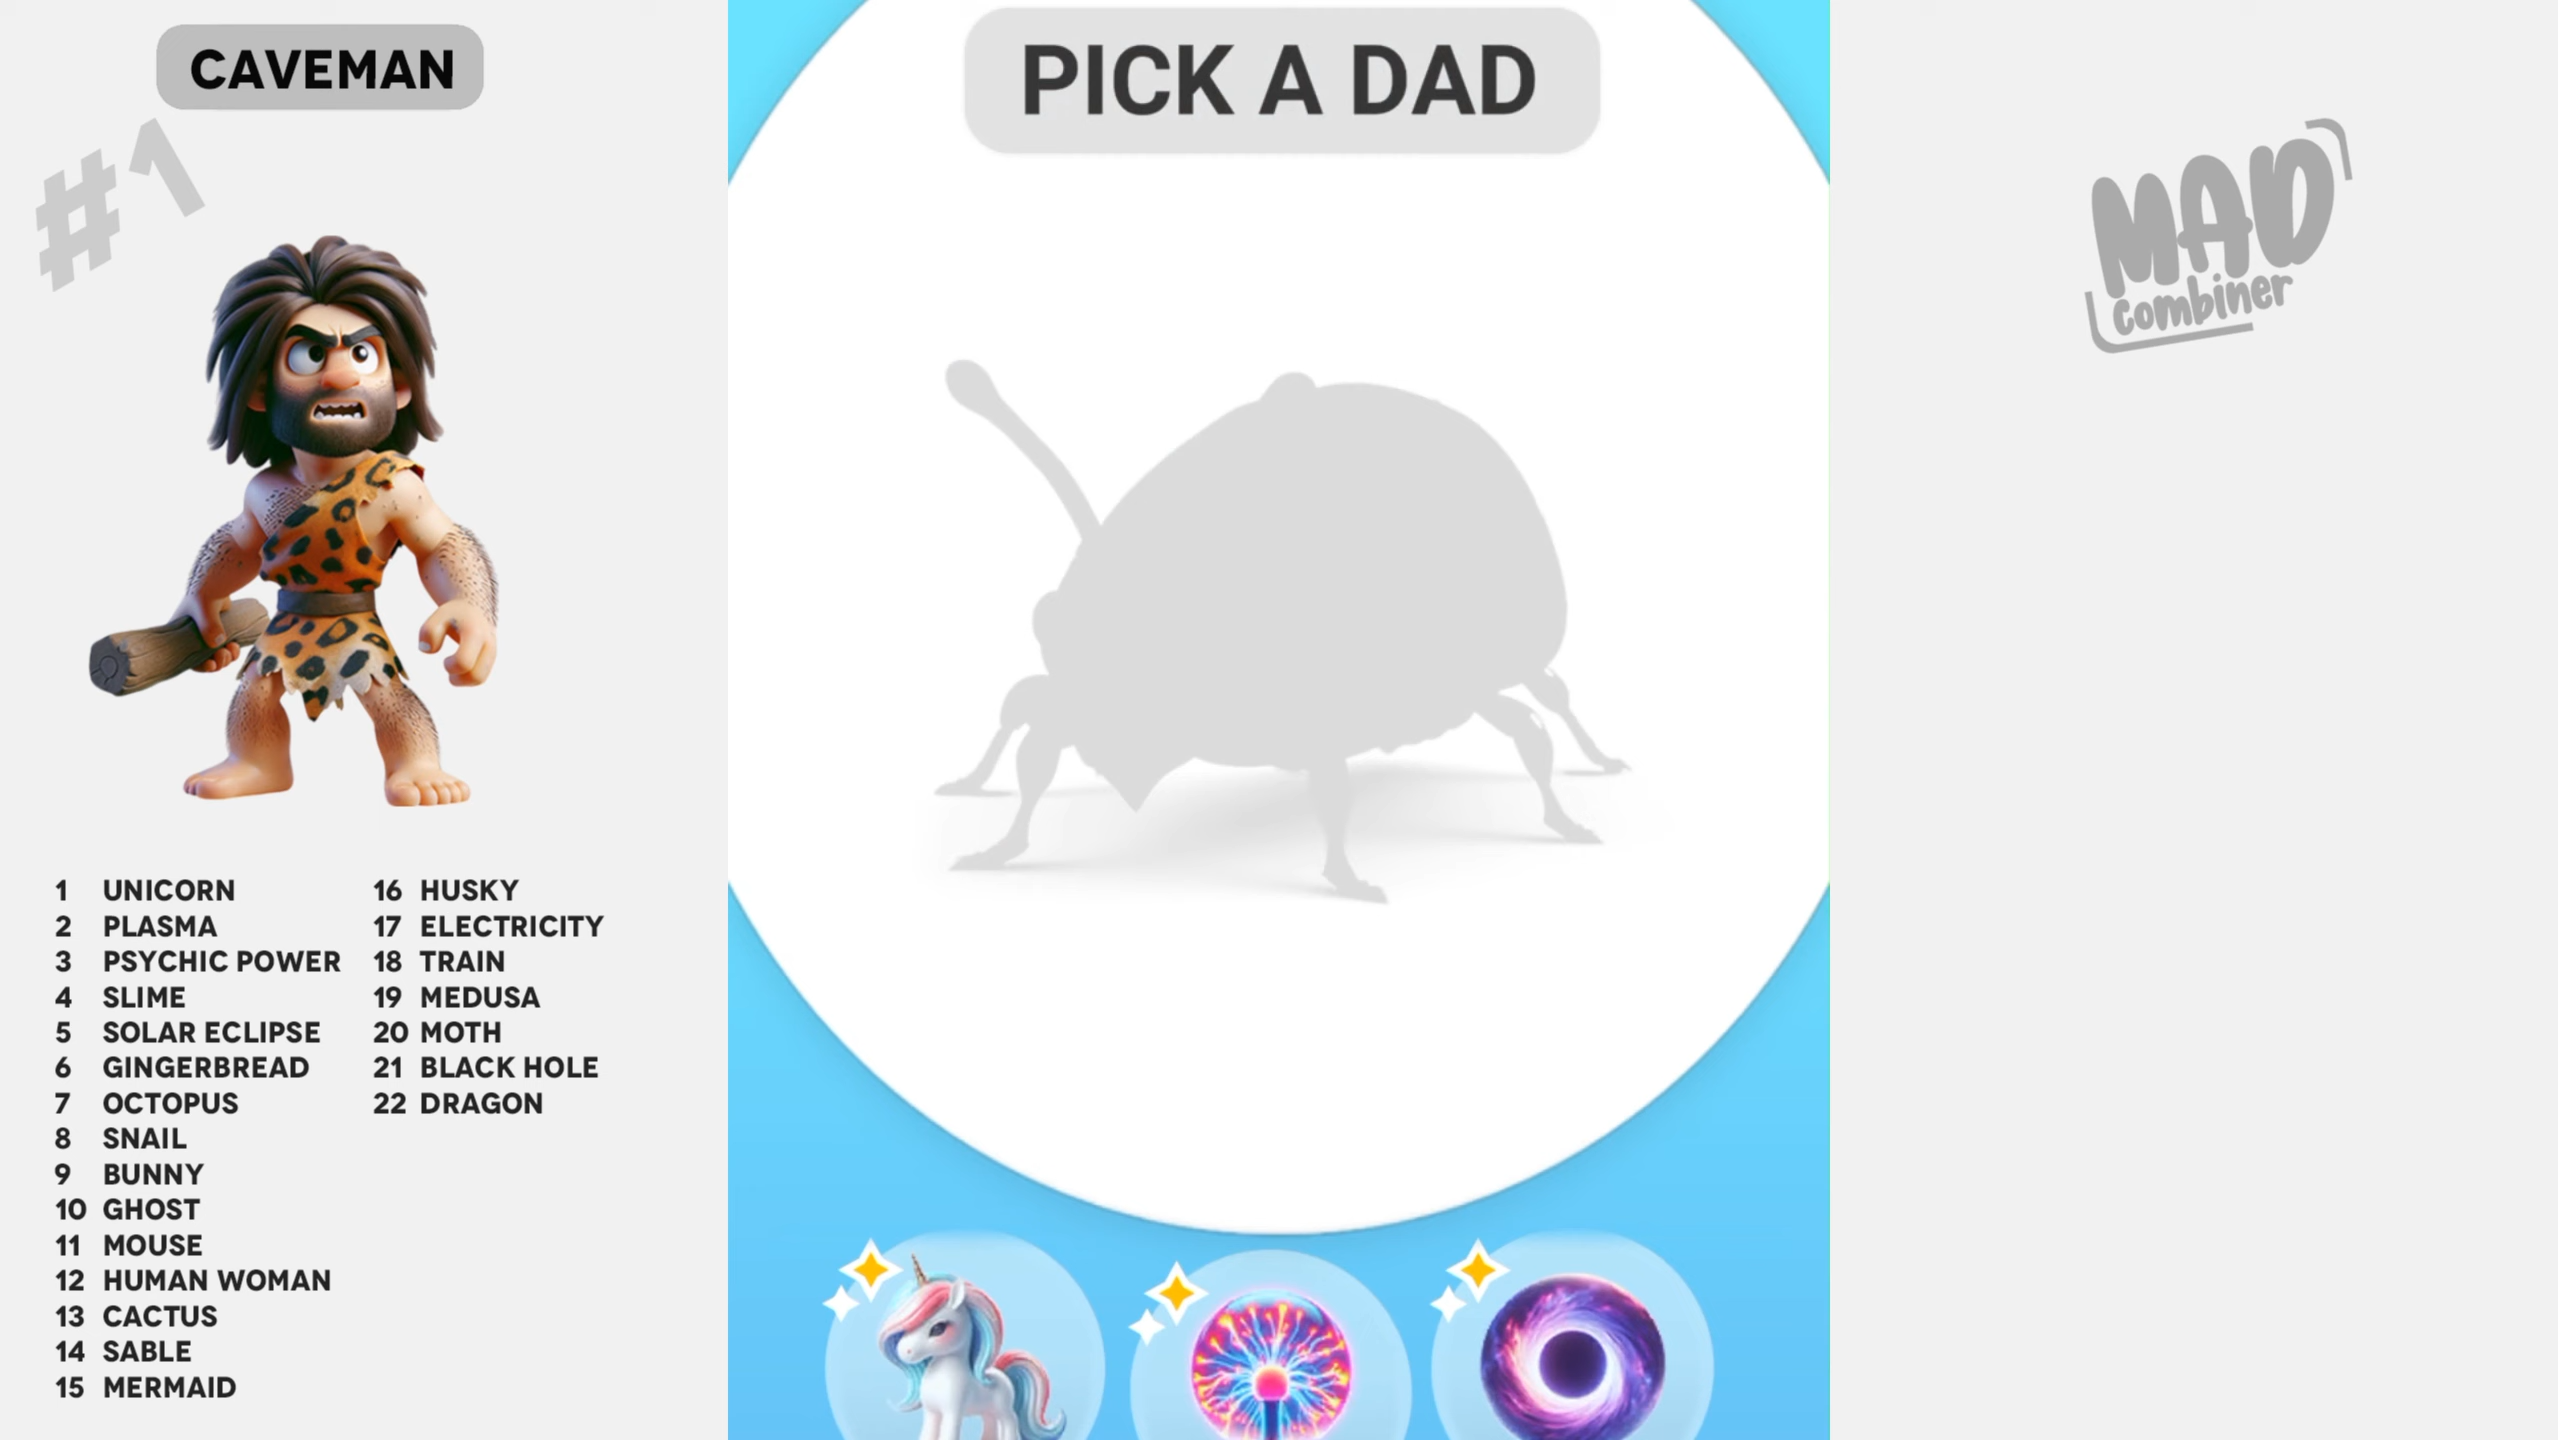 CAVEMAN
#1
1 UNICORN
2 PLASMA
3 PSYCHIC POWER
4 SLIME
5 SOLAR ECLIPSE
6 GINGERBREAD
7 OCTOPUS
8 SNAIL
9 BUNNY
10 GHOST
11 MOUSE
12 HUMAN WOMAN
13 CACTUS
14 SABLE
15 MERMAID
16 HUSKY
17 ELECTRICITY
18 TRAIN
19 MEDUSA
20 MOTH
21 BLACK HOLE
22 DRAGON
PICK A DAD
MAD
combiner